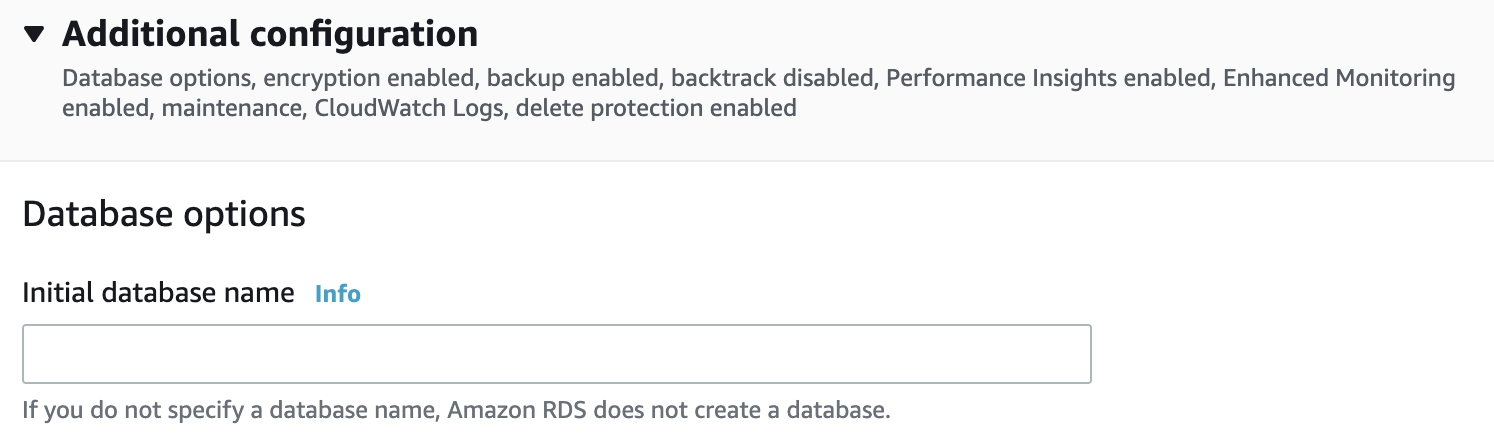 Additional configuration
Database options, encryption enabled, backup enabled, backtrack disabled, Performance Insights enabled, Enhanced Monitoring
enabled, maintenance, CloudWatch Logs, delete protection enabled
Database options
Initial database name Info
If you do not specify a database name, Amazon RDS does not create a database.